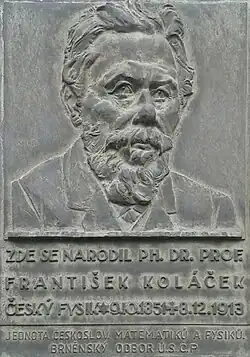 ZDE SE NARODIL PH. DR. PROF
FRANTIŠEK KOLÁČEK
ČESKÝ FYSIK *9.10.1851+8.12.1913
JEDNOTA ČESKOSLOV. MATEMATIKŮ A FYSIKŮ
BRNĚNSKÝ ODBOR Ú.S.Č.P.